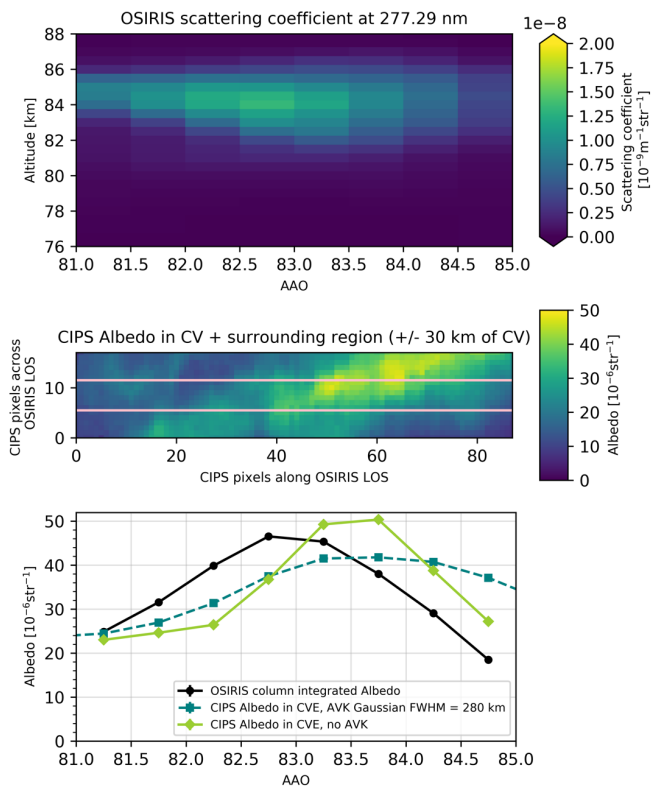 OSIRIS scattering coefficient at 277.29 nm
1e−8
88
86
84
82
80
78
76
Altitude [km]
81.0 81.5 82.0 82.5 83.0 83.5 84.0 84.5 85.0
AAO
2.00
1.75
1.50
1.25
1.00
0.75
0.50
0.25
0.00
Scattering coefficient
[10⁻⁹m⁻¹str⁻¹]
CIPS Albedo in CV + surrounding region (+/- 30 km of CV)
CIPS pixels across
OSIRIS LOS
10
0
0 20 40 60 80
CIPS pixels along OSIRIS LOS
50
40
30
20
10
0
Albedo [10⁻⁶str⁻¹]
50
40
30
20
10
0
Albedo [10⁻⁶str⁻¹]
OSIRIS column integrated Albedo
CIPS Albedo in CVE, AVK Gaussian FWHM = 280 km
CIPS Albedo in CVE, no AVK
81.0 81.5 82.0 82.5 83.0 83.5 84.0 84.5 85.0
AAO